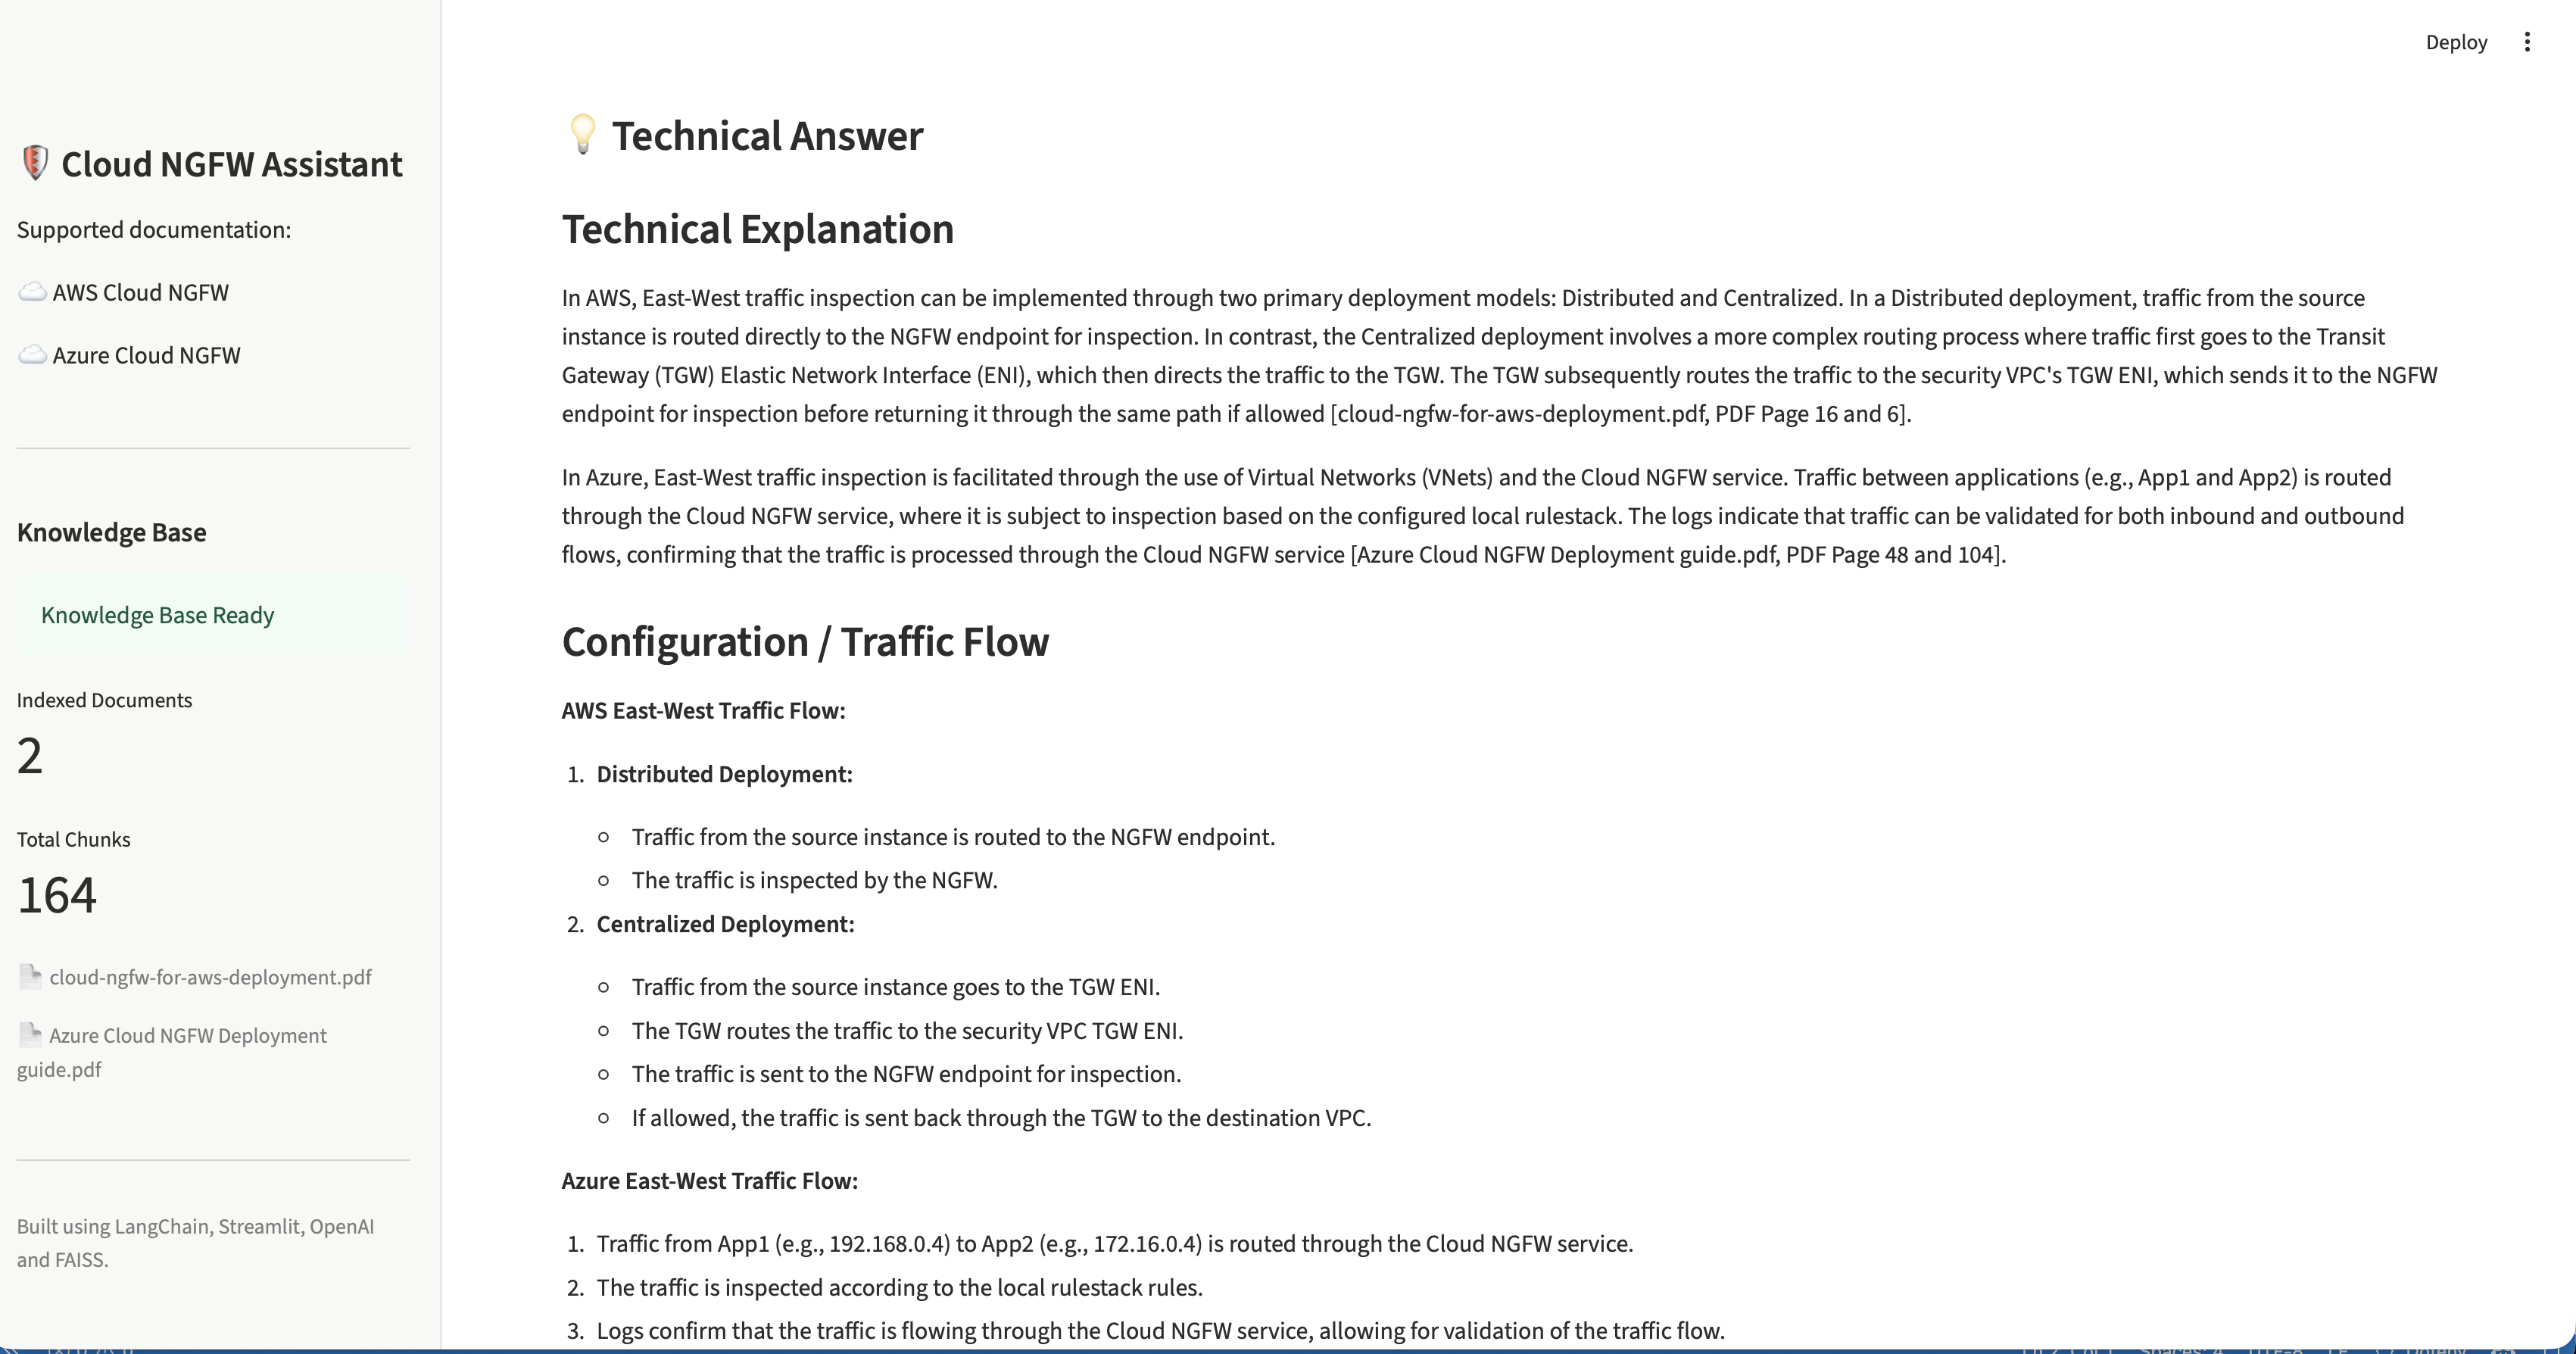 Deploy
Cloud NGFW Assistant
Supported documentation:
AWS Cloud NGFW
Azure Cloud NGFW
Knowledge Base
Knowledge Base Ready
Indexed Documents
2
Total Chunks
164
cloud-ngfw-for-aws-deployment.pdf
Azure Cloud NGFW Deployment
guide.pdf
Built using LangChain, Streamlit, OpenAI
and FAISS.
Technical Answer
Technical Explanation
In AWS, East-West traffic inspection can be implemented through two primary deployment models: Distributed and Centralized. In a Distributed deployment, traffic from the source
instance is routed directly to the NGFW endpoint for inspection. In contrast, the Centralized deployment involves a more complex routing process where traffic first goes to the Transit
Gateway (TGW) Elastic Network Interface (ENI), which then directs the traffic to the TGW. The TGW subsequently routes the traffic to the security VPC's TGW ENI, which sends it to the NGFW
endpoint for inspection before returning it through the same path if allowed [cloud-ngfw-for-aws-deployment.pdf, PDF Page 16 and 6].
In Azure, East-West traffic inspection is facilitated through the use of Virtual Networks (VNets) and the Cloud NGFW service. Traffic between applications (e.g., App1 and App2) is routed
through the Cloud NGFW service, where it is subject to inspection based on the configured local rulestack. The logs indicate that traffic can be validated for both inbound and outbound
flows, confirming that the traffic is processed through the Cloud NGFW service [Azure Cloud NGFW Deployment guide.pdf, PDF Page 48 and 104].
Configuration / Traffic Flow
AWS East-West Traffic Flow:
1. Distributed Deployment:
Traffic from the source instance is routed to the NGFW endpoint.
The traffic is inspected by the NGFW.
2. Centralized Deployment:
Traffic from the source instance goes to the TGW ENI.
The TGW routes the traffic to the security VPC TGW ENI.
The traffic is sent to the NGFW endpoint for inspection.
If allowed, the traffic is sent back through the TGW to the destination VPC.
Azure East-West Traffic Flow:
1. Traffic from App1 (e.g., 192.168.0.4) to App2 (e.g., 172.16.0.4) is routed through the Cloud NGFW service.
2. The traffic is inspected according to the local rulestack rules.
3. Logs confirm that the traffic is flowing through the Cloud NGFW service, allowing for validation of the traffic flow.